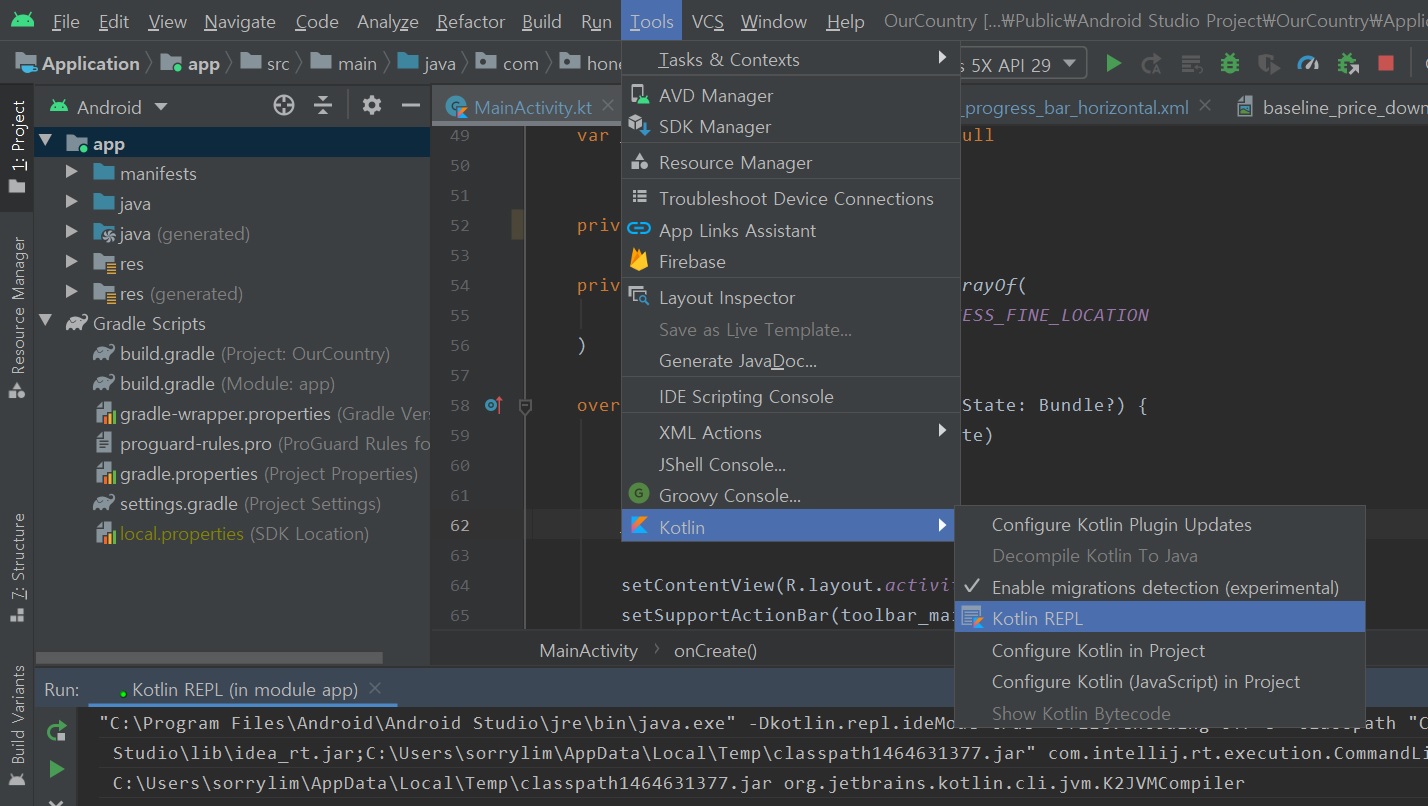 File Edit View Navigate Code Analyze Refactor Build Run Tools VCS Window Help OurCountry [...₩Public₩Android Studio Project₩OurCountry₩Applic
Application app src main java com hone s 5X API 29
1: Project
Resource Manager
7: Structure
Build Variants
Android
app
manifests
java
java (generated)
res
res (generated)
Gradle Scripts
build.gradle (Project: OurCountry)
build.gradle (Module: app)
gradle-wrapper.properties (Gradle Vers
proguard-rules.pro (ProGuard Rules fo
gradle.properties (Project Properties)
settings.gradle (Project Settings)
local.properties (SDK Location)
MainActivity.kt _progress_bar_horizontal.xml baseline_price_down
49 var ull
50
51
52 priv
53
54 priv rayOf(
55 ESS_FINE_LOCATION
56 )
57
58 over State: Bundle?) {
59 te)
60
61
62
63
64 setContentView(R.layout.activit
65 setSupportActionBar(toolbar_mai
MainActivity onCreate()
Tasks & Contexts
AVD Manager
SDK Manager
Resource Manager
Troubleshoot Device Connections
App Links Assistant
Firebase
Layout Inspector
Save as Live Template...
Generate JavaDoc...
IDE Scripting Console
XML Actions
JShell Console...
Groovy Console...
Kotlin
Configure Kotlin Plugin Updates
Decompile Kotlin To Java
Enable migrations detection (experimental)
Kotlin REPL
Configure Kotlin in Project
Configure Kotlin (JavaScript) in Project
Show Kotlin Bytecode
Run: Kotlin REPL (in module app)
"C:\Program Files\Android\Android Studio\jre\bin\java.exe" -Dkotlin.repl.ideMo "C
Studio\lib\idea_rt.jar;C:\Users\sorrylim\AppData\Local\Temp\classpath1464631377.jar" com.intellij.rt.execution.CommandLi
C:\Users\sorrylim\AppData\Local\Temp\classpath1464631377.jar org.jetbrains.kotlin.cli.jvm.K2JVMCompiler